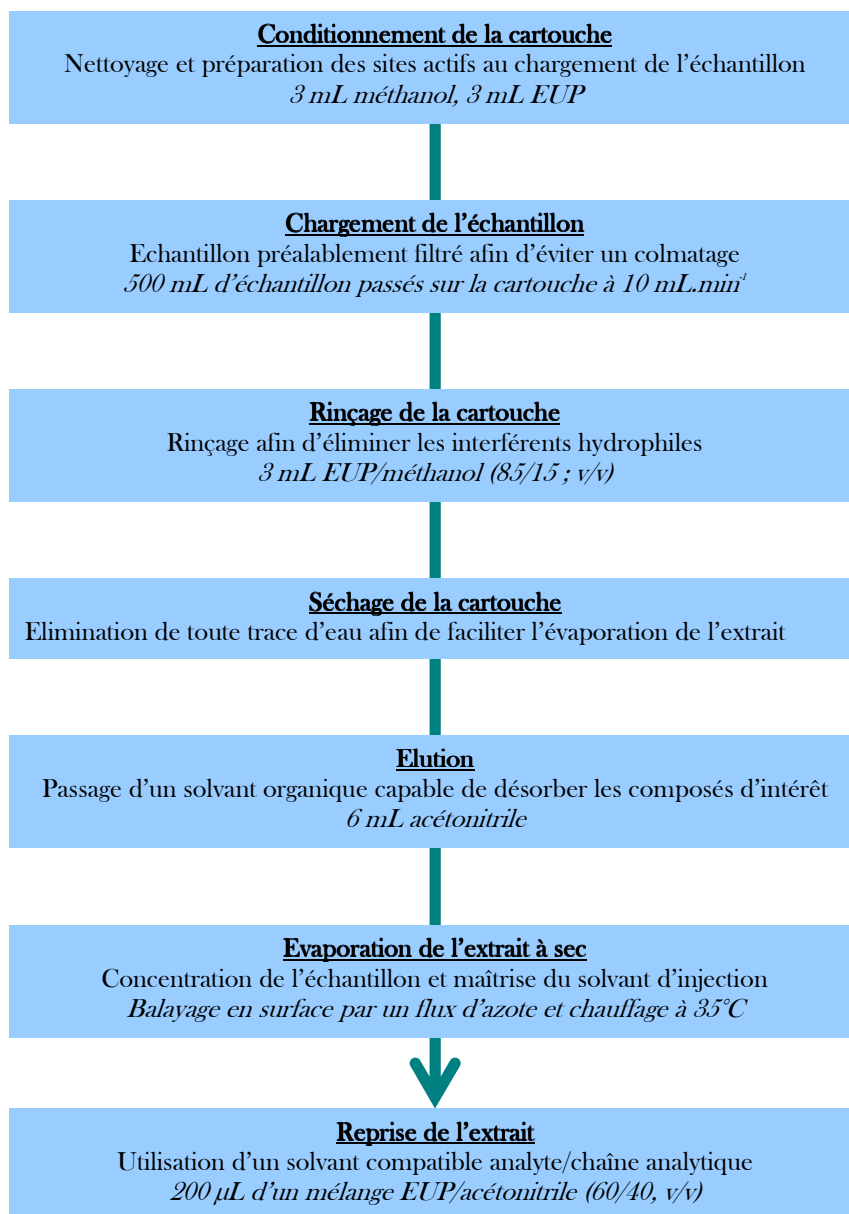 Conditionnement de la cartouche
Nettoyage et préparation des sites actifs au chargement de l'échantillon
3 mL méthanol, 3 mL EUP
Chargement de l'échantillon
Echantillon préalablement filtré afin d'éviter un colmatage
500 mL d'échantillon passés sur la cartouche à 10 mL.min⁻¹
Rinçage de la cartouche
Rinçage afin d'éliminer les interférents hydrophiles
3 mL EUP/méthanol (85/15 ; v/v)
Séchage de la cartouche
Elimination de toute trace d'eau afin de faciliter l'évaporation de l'extrait
Elution
Passage d'un solvant organique capable de désorber les composés d'intérêt
6 mL acétonitrile
Evaporation de l'extrait à sec
Concentration de l'échantillon et maîtrise du solvant d'injection
Balayage en surface par un flux d'azote et chauffage à 35°C
Reprise de l'extrait
Utilisation d'un solvant compatible analyte/chaîne analytique
200 µL d'un mélange EUP/acétonitrile (60/40, v/v)